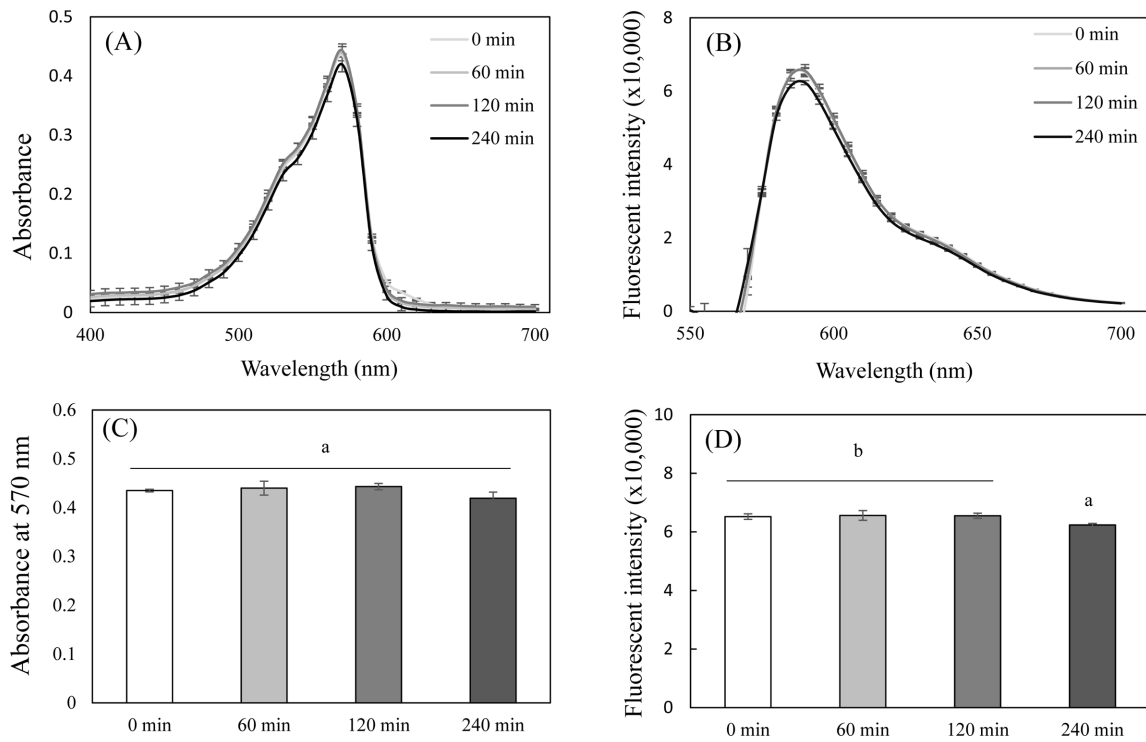 (A)
0.5
0.4
0.3
0.2
0.1
0
Absorbance
0 min
60 min
120 min
240 min
400
500
600
700
Wavelength (nm)
(B)
8
6
4
2
0
Fluorescent intensity (x10,000)
0 min
60 min
120 min
240 min
550
600
650
700
Wavelength (nm)
(C)
0.6
0.5
0.4
0.3
0.2
0.1
0
Absorbance at 570 nm
a
0 min
60 min
120 min
240 min
(D)
10
8
6
4
2
0
Fluorescent intensity (x10,000)
b
a
0 min
60 min
120 min
240 min